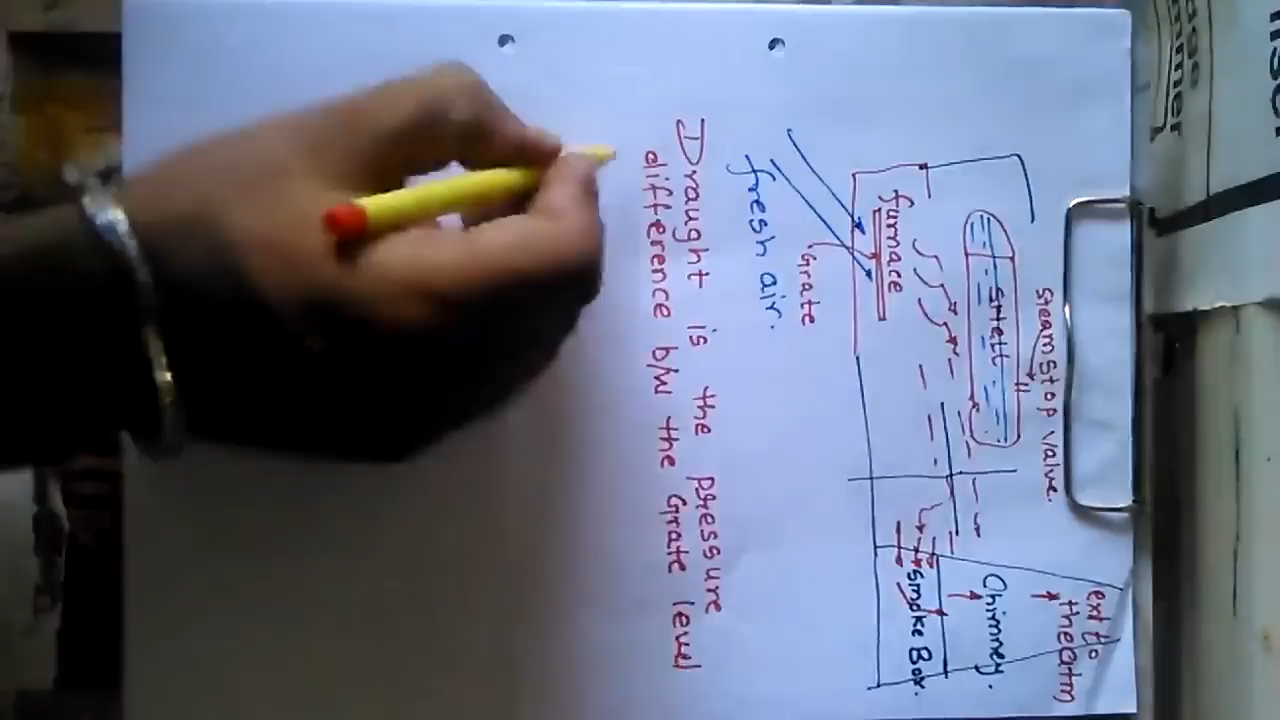 steam stop valve.
ext to
the atm
shell
Chimney.
furnace
smoke Box.
Grate
fresh air.
Draught is the pressure
difference b/w the Grate level